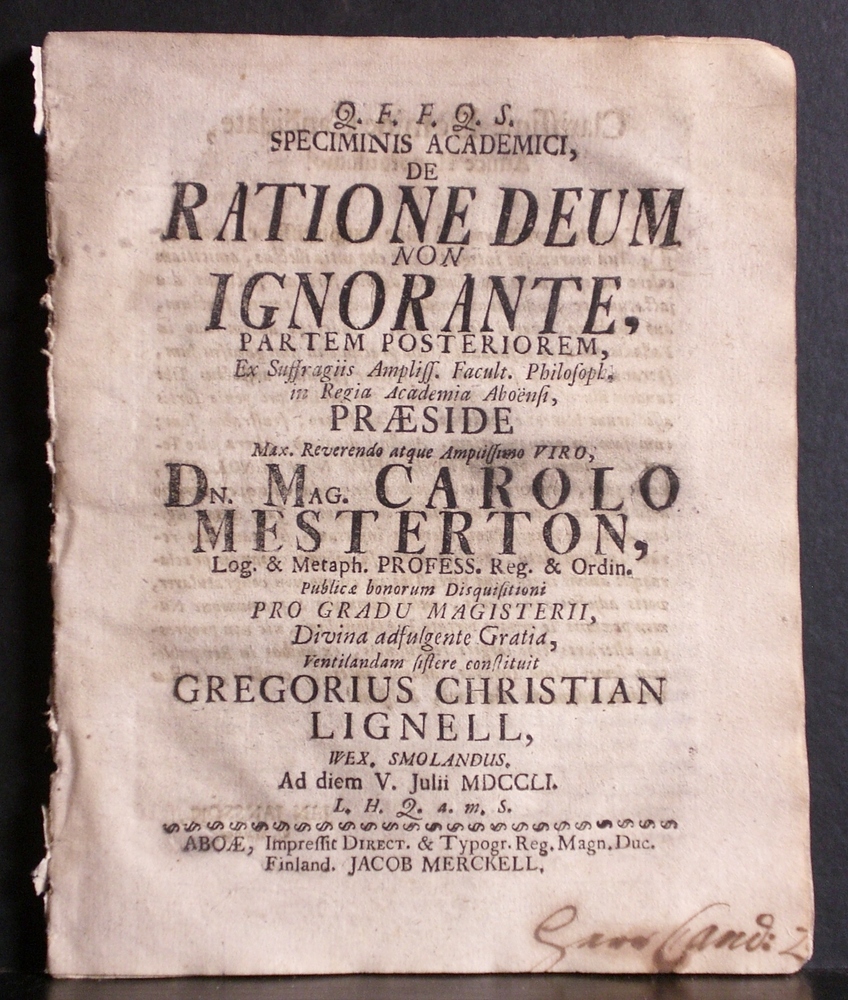 Q. F. F. Q. S.
SPECIMINIS ACADEMICI,
DE
RATIONE DEUM
NON
IGNORANTE,
PARTEM POSTERIOREM,
Ex Suffragiis Ampliſſ. Facult. Philoſoph.
in Regia Academia Aboënſi,
PRÆSIDE
Max. Reverendo atque Ampliſſimo VIRO,
DN. MAG. CAROLO
MESTERTON,
Log. & Metaph. PROFESS. Reg. & Ordin.
Publicæ bonorum Disquiſitioni
PRO GRADU MAGISTERII,
Divina adfulgente Gratia,
Ventilandam ſiſtere conſtituit
GREGORIUS CHRISTIAN
LIGNELL,
WEX. SMOLANDUS.
Ad diem V. Julii MDCCLI.
L. H. Q. a. m. S.
ABOÆ, Impreſſit DIRECT. & Typogr. Reg. Magn. Duc.
Finland. JACOB MERCKELL.